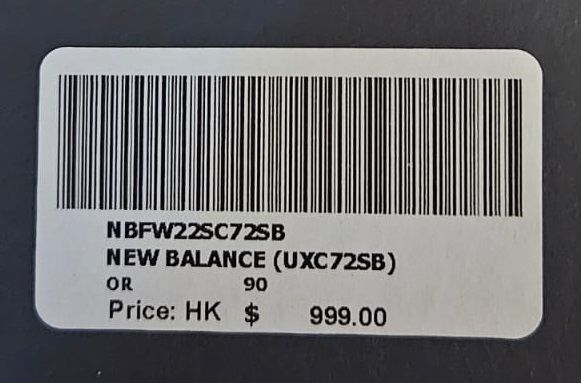 NBFW22SC72SB
NEW BALANCE (UXC72SB)
OR 90
Price: HK $ 999.00